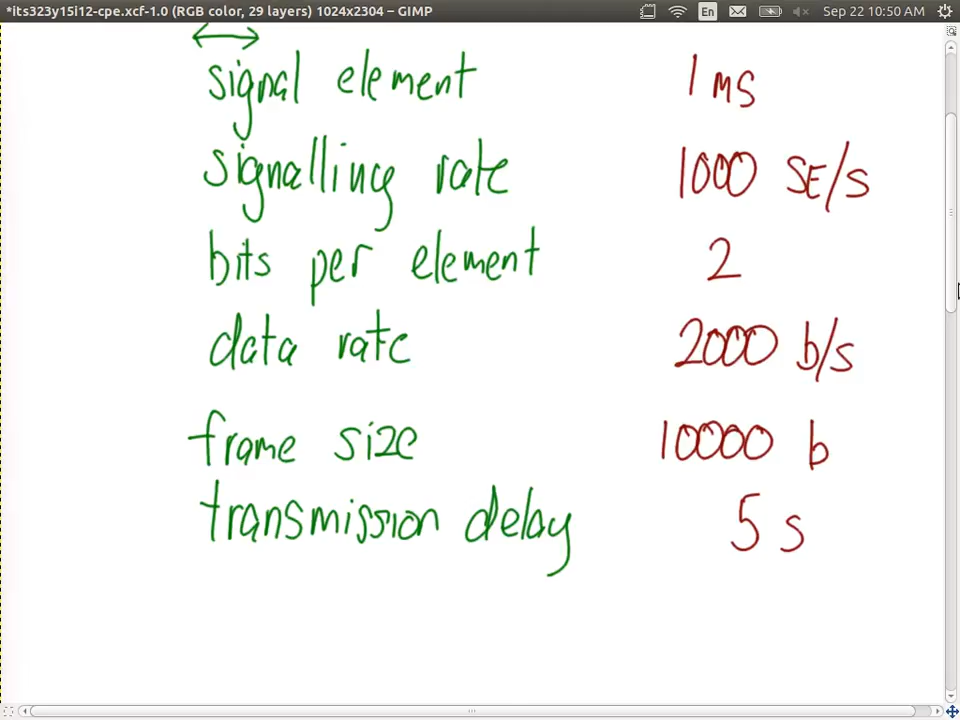 *its323y15i12-cpe.xcf-1.0 (RGB color, 29 layers) 1024x2304 – GIMP En Sep 22 10:50 AM
signal element 1 ms
signalling rate 1000 SE/s
bits per element 2
data rate 2000 b/s
frame size 10000 b
transmission delay 5 s